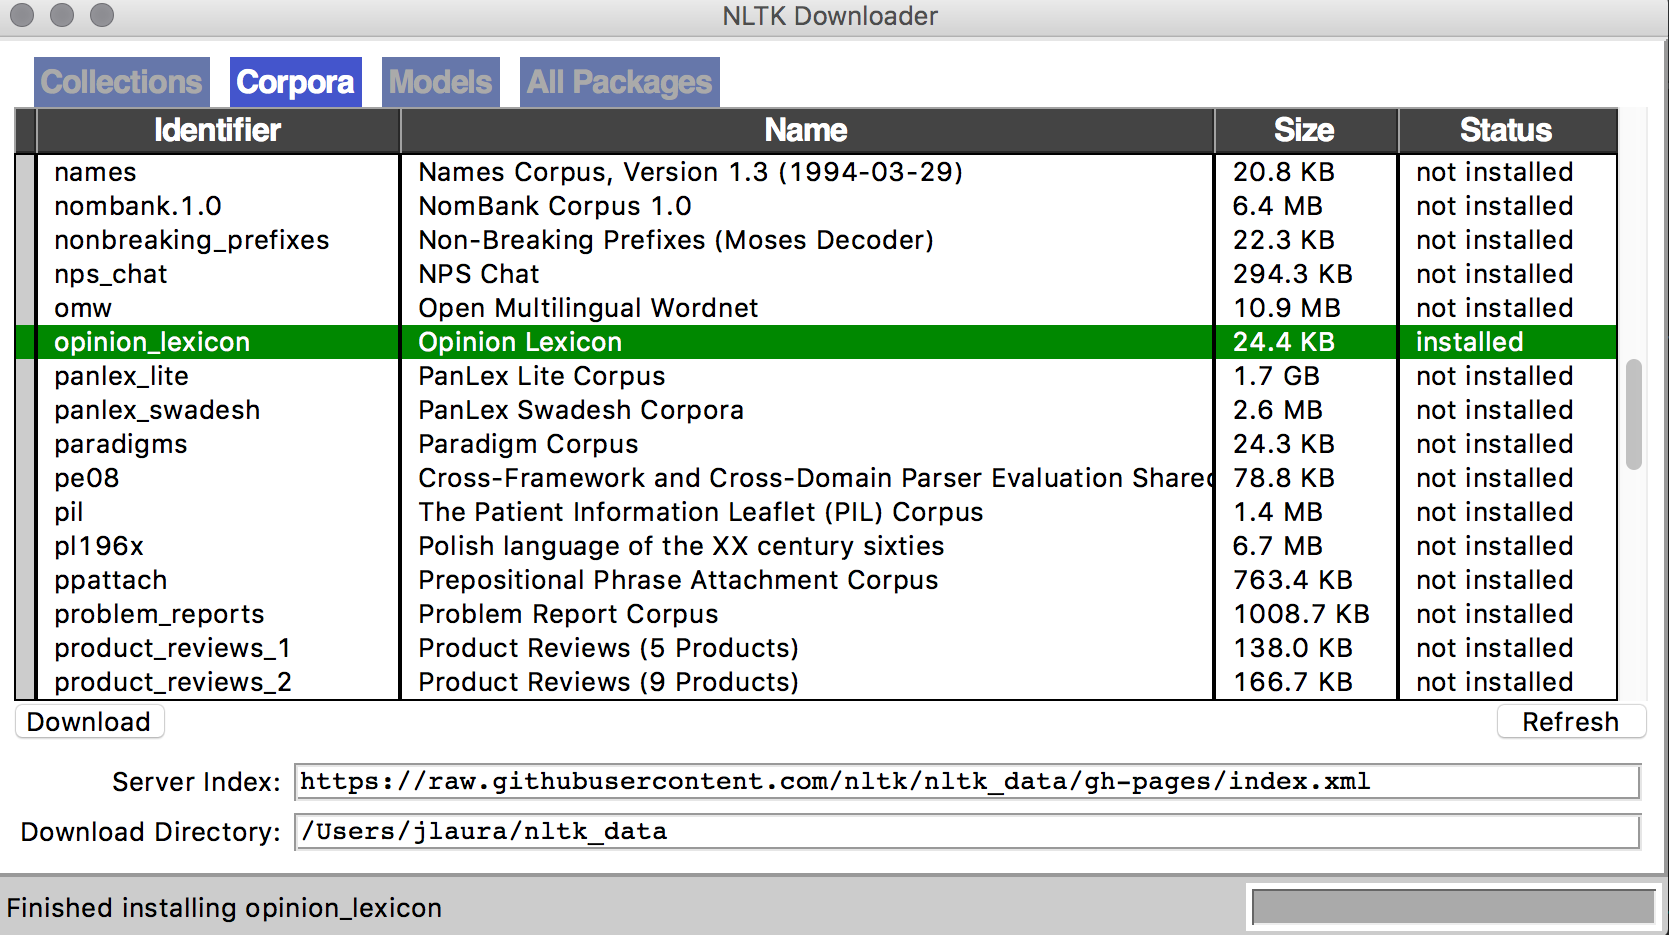 NLTK Downloader
Collections Corpora Models All Packages
Identifier Name Size Status
names Names Corpus, Version 1.3 (1994-03-29) 20.8 KB not installed
nombank.1.0 NomBank Corpus 1.0 6.4 MB not installed
nonbreaking_prefixes Non-Breaking Prefixes (Moses Decoder) 22.3 KB not installed
nps_chat NPS Chat 294.3 KB not installed
omw Open Multilingual Wordnet 10.9 MB not installed
opinion_lexicon Opinion Lexicon 24.4 KB installed
panlex_lite PanLex Lite Corpus 1.7 GB not installed
panlex_swadesh PanLex Swadesh Corpora 2.6 MB not installed
paradigms Paradigm Corpus 24.3 KB not installed
pe08 Cross-Framework and Cross-Domain Parser Evaluation Shared 78.8 KB not installed
pil The Patient Information Leaflet (PIL) Corpus 1.4 MB not installed
pl196x Polish language of the XX century sixties 6.7 MB not installed
ppattach Prepositional Phrase Attachment Corpus 763.4 KB not installed
problem_reports Problem Report Corpus 1008.7 KB not installed
product_reviews_1 Product Reviews (5 Products) 138.0 KB not installed
product_reviews_2 Product Reviews (9 Products) 166.7 KB not installed
Download Refresh
Server Index: https://raw.githubusercontent.com/nltk/nltk_data/gh-pages/index.xml
Download Directory: /Users/jlaura/nltk_data
Finished installing opinion_lexicon